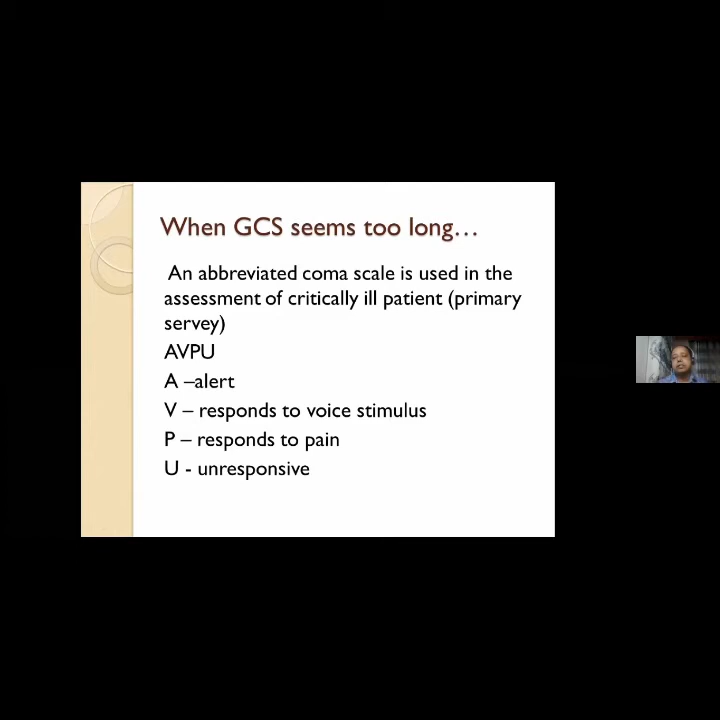 When GCS seems too long...
An abbreviated coma scale is used in the
assessment of critically ill patient (primary
servey)
AVPU
A –alert
V – responds to voice stimulus
P – responds to pain
U - unresponsive